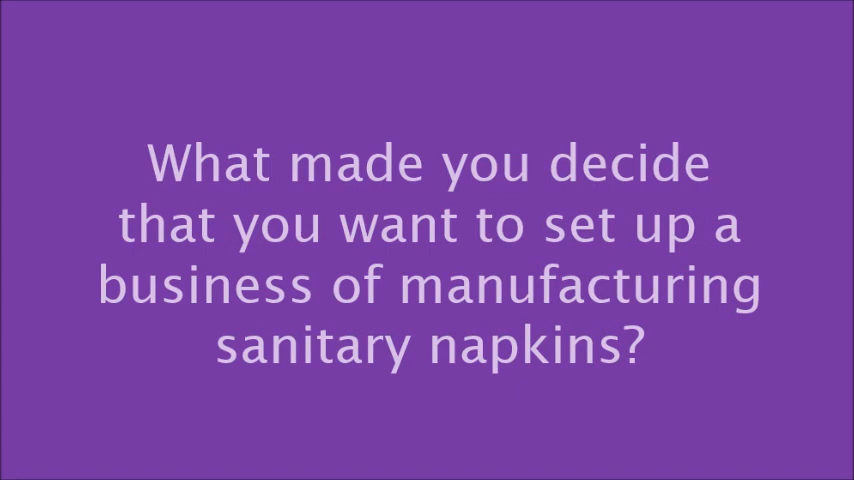 What made you decide
that you want to set up a
business of manufacturing
sanitary napkins?